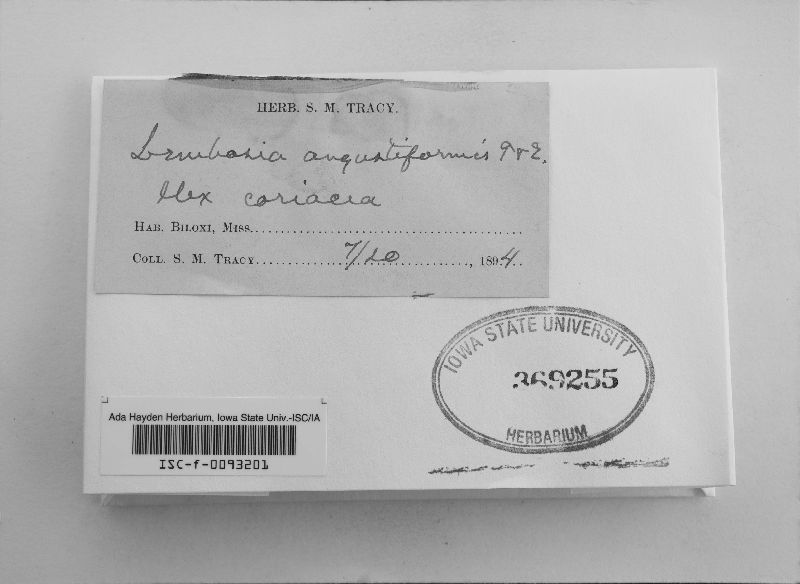 HERB. S. M. TRACY.
Lembosia angustiformis T & E.
Ilex coriacea
HAB. BILOXI, MISS.
COLL. S. M. TRACY. 7/20, 1894.
IOWA STATE UNIVERSITY
369255
HERBARIUM
Ada Hayden Herbarium, Iowa State Univ.-ISC/IA
ISC-f-0093201